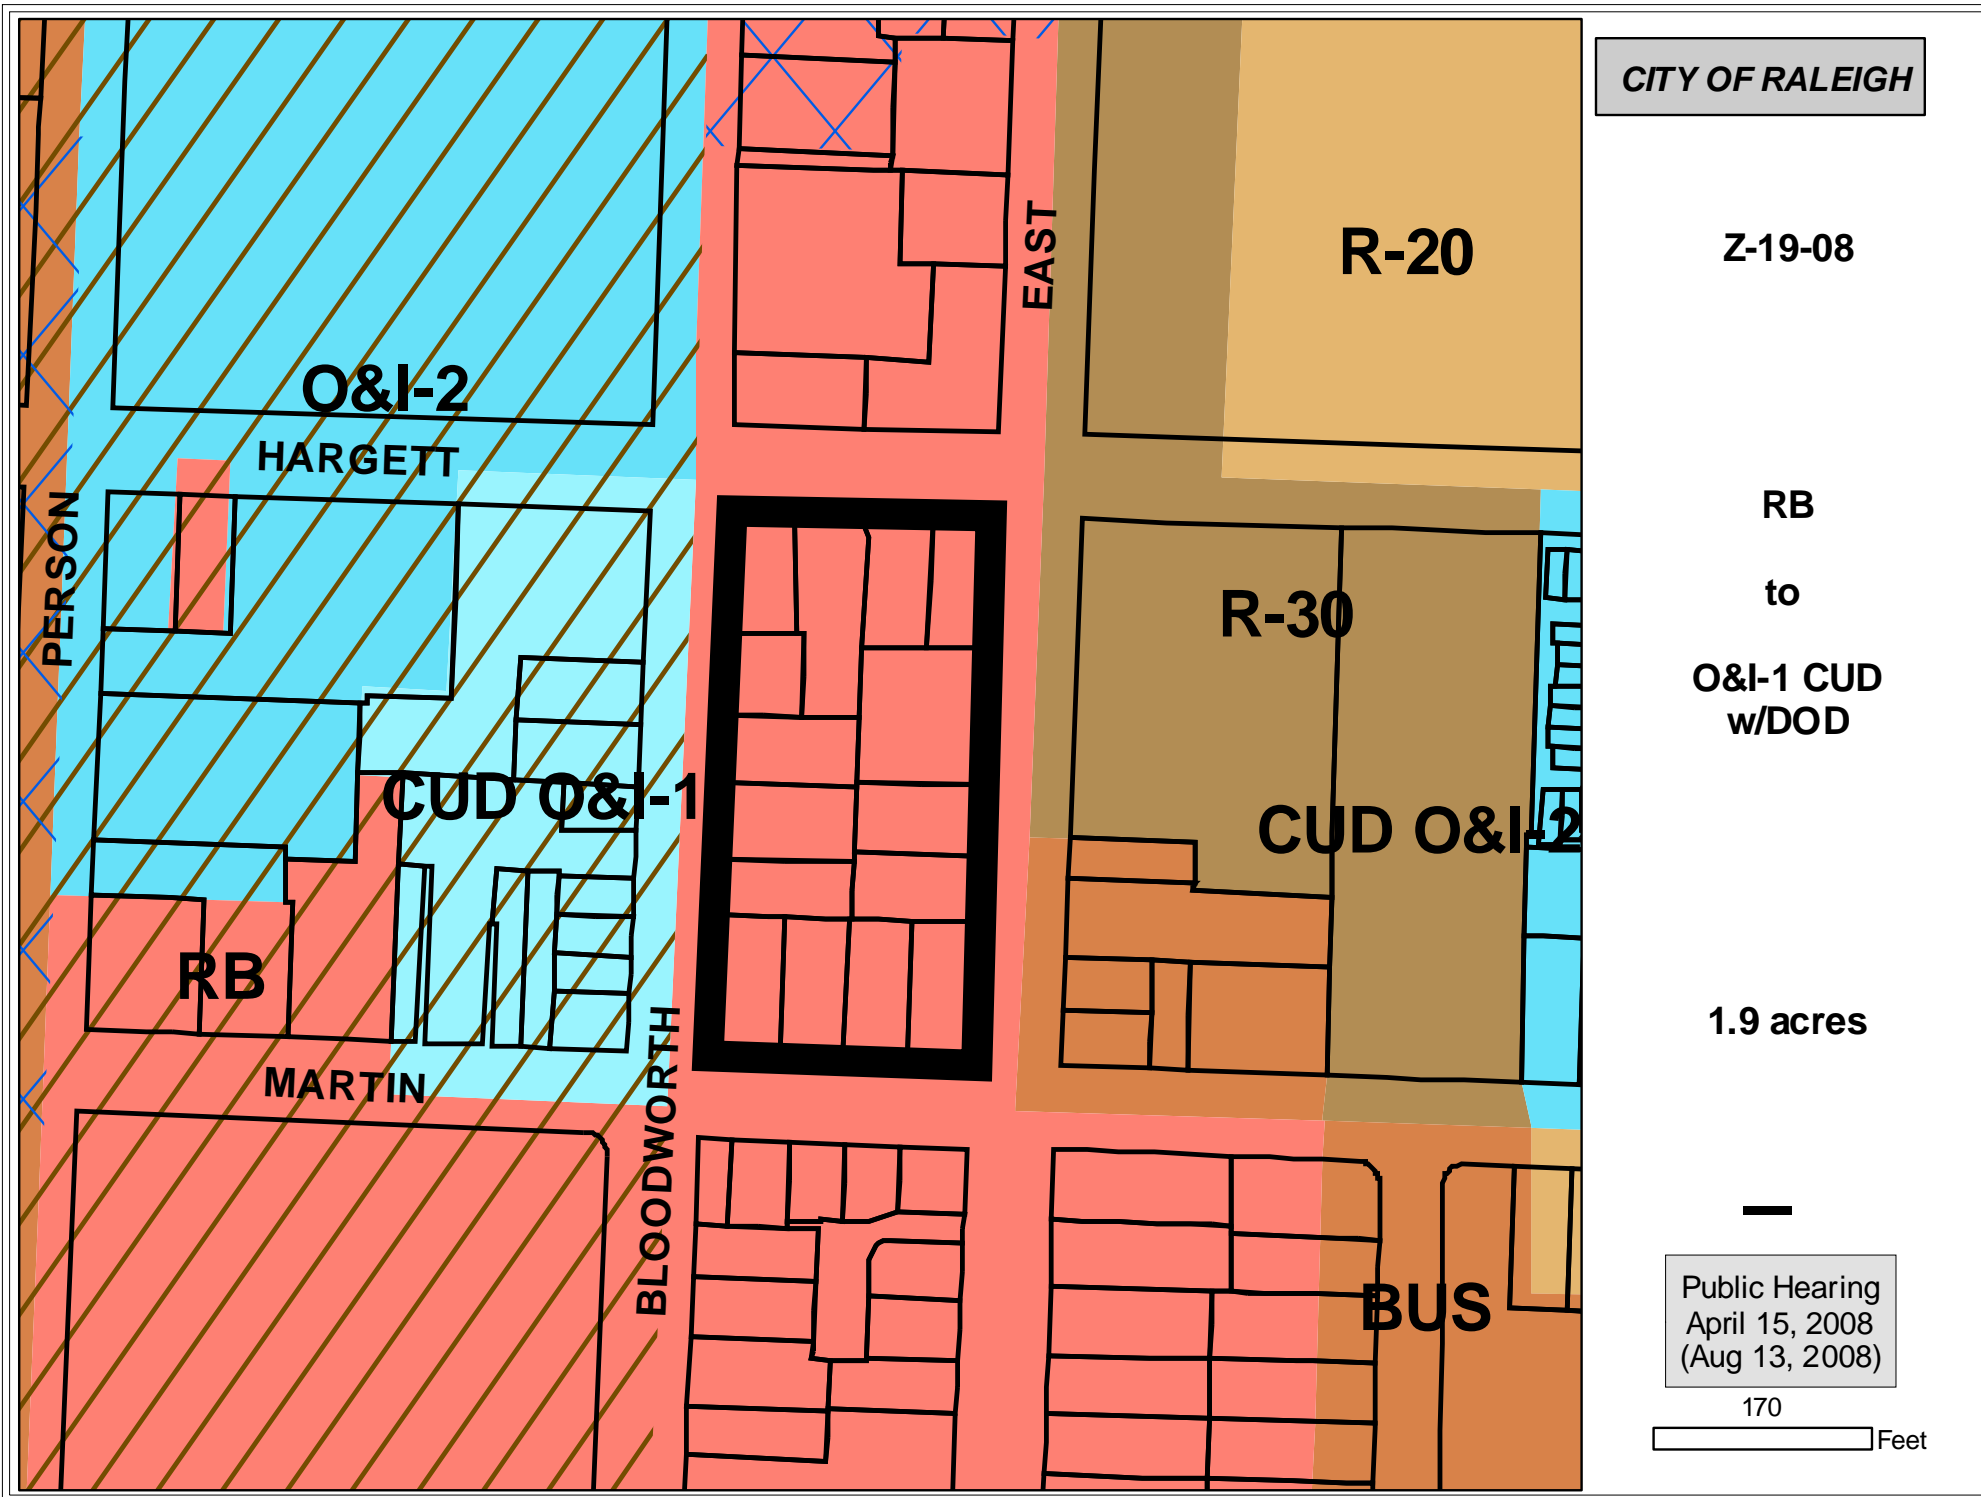 CITY OF RALEIGH
Z-19-08
RB
to
O&I-1 CUD
w/DOD
1.9 acres
Public Hearing
April 15, 2008
(Aug 13, 2008)
170
Feet
R-20
EAST
O&I-2
HARGETT
PERSON
R-30
CUD O&I-1
CUD O&I-2
RB
MARTIN
BLOODWORTH
BUS